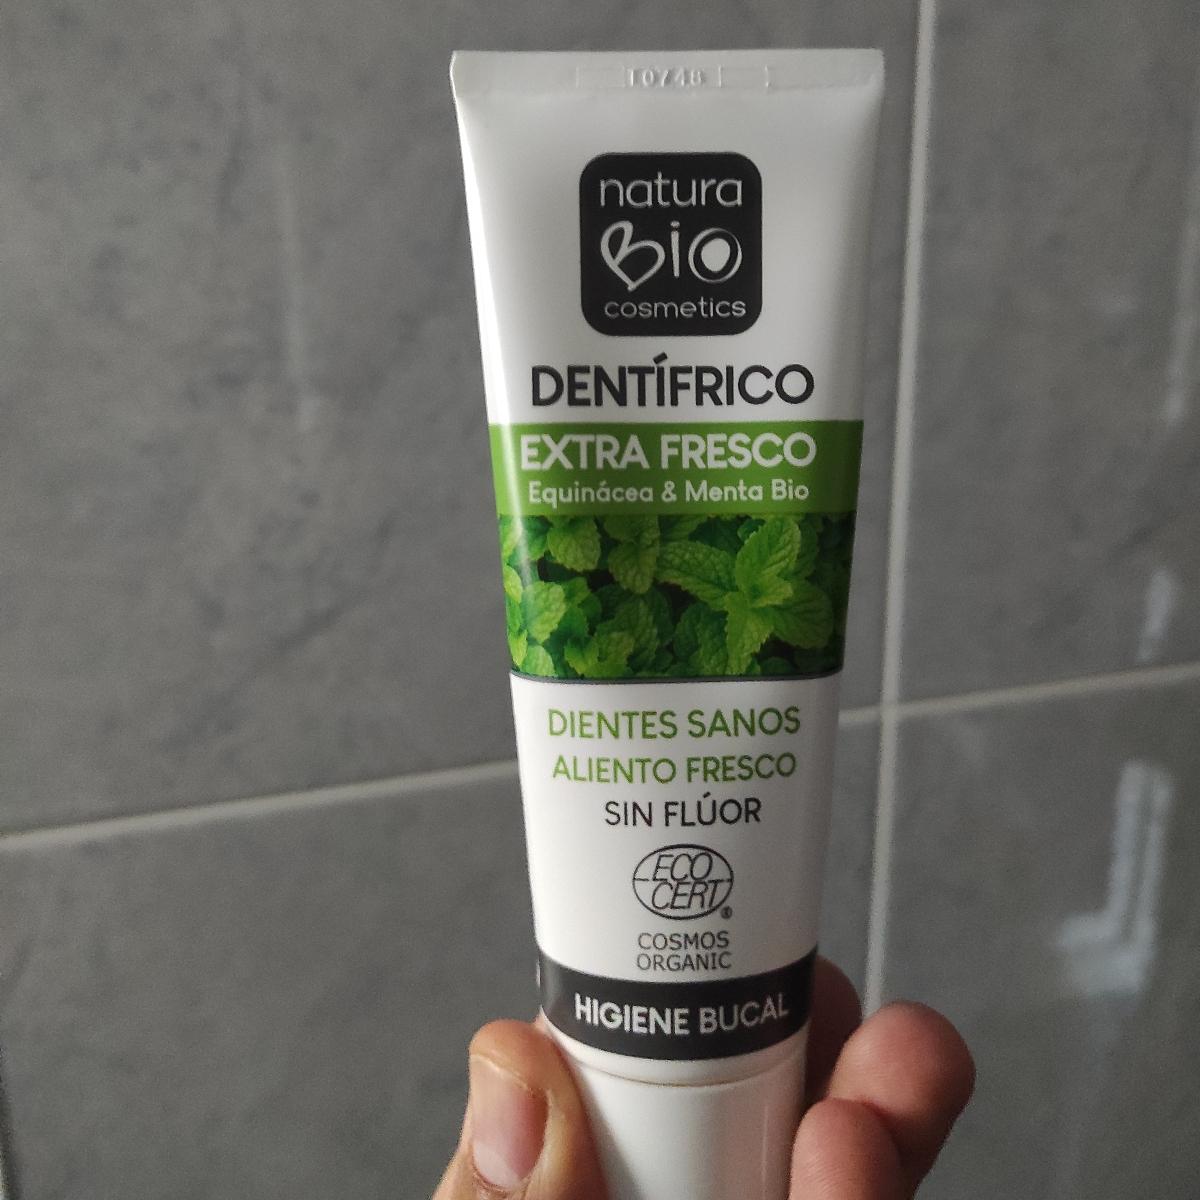 T0748
natura
Bio
cosmetics
DENTÍFRICO
EXTRA FRESCO
Equinácea & Menta Bio
DIENTES SANOS
ALIENTO FRESCO
SIN FLÚOR
ECO
CERT
®
COSMOS
ORGANIC
HIGIENE BUCAL